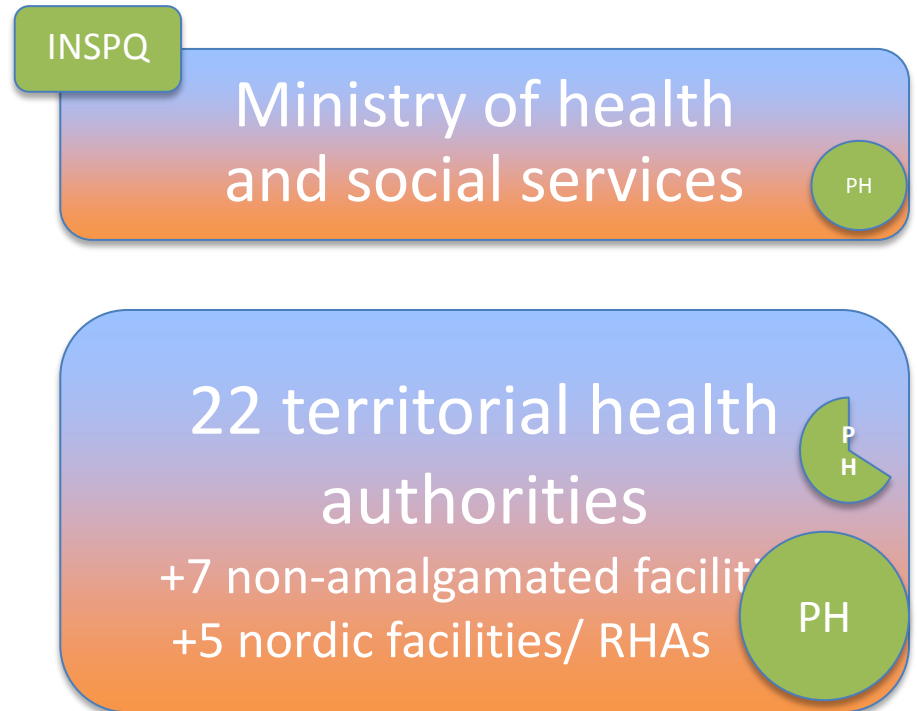 INSPQ
Ministry of health
and social services
PH
22 territorial health
authorities
P
H
+7 non-amalgamated
+5 nordic facilities/ RHAs
PH